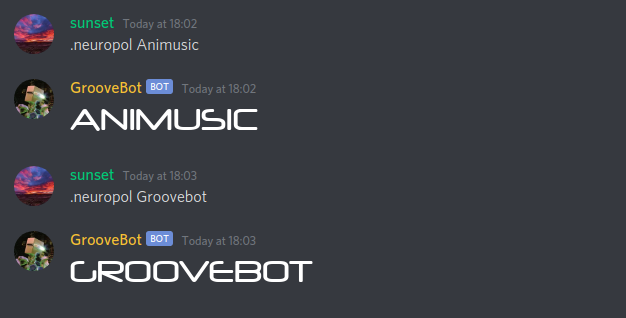 sunset Today at 18:02
.neuropol Animusic
GrooveBot BOT Today at 18:02
ANIMUSIC
sunset Today at 18:03
.neuropol Groovebot
GrooveBot BOT Today at 18:03
GROOVEBOT